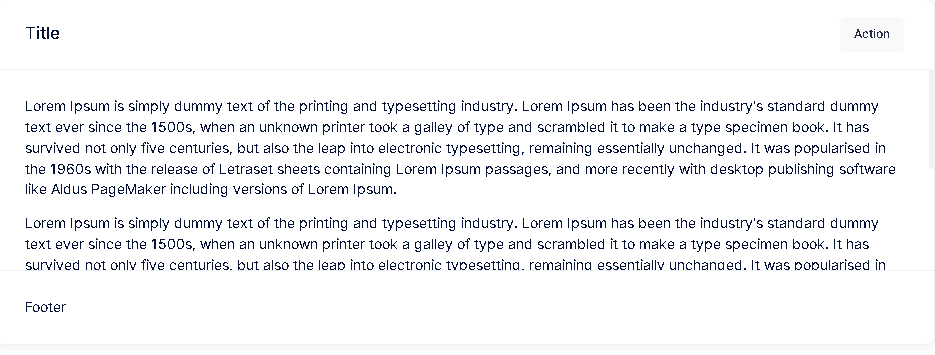 Title
Action
Lorem Ipsum is simply dummy text of the printing and typesetting industry. Lorem Ipsum has been the industry's standard dummy
text ever since the 1500s, when an unknown printer took a galley of type and scrambled it to make a type specimen book. It has
survived not only five centuries, but also the leap into electronic typesetting, remaining essentially unchanged. It was popularised in
the 1960s with the release of Letraset sheets containing Lorem Ipsum passages, and more recently with desktop publishing software
like Aldus PageMaker including versions of Lorem Ipsum.
Lorem Ipsum is simply dummy text of the printing and typesetting industry. Lorem Ipsum has been the industry's standard dummy
text ever since the 1500s, when an unknown printer took a galley of type and scrambled it to make a type specimen book. It has
survived not only five centuries, but also the leap into electronic typesetting, remaining essentially unchanged. It was popularised in
Footer